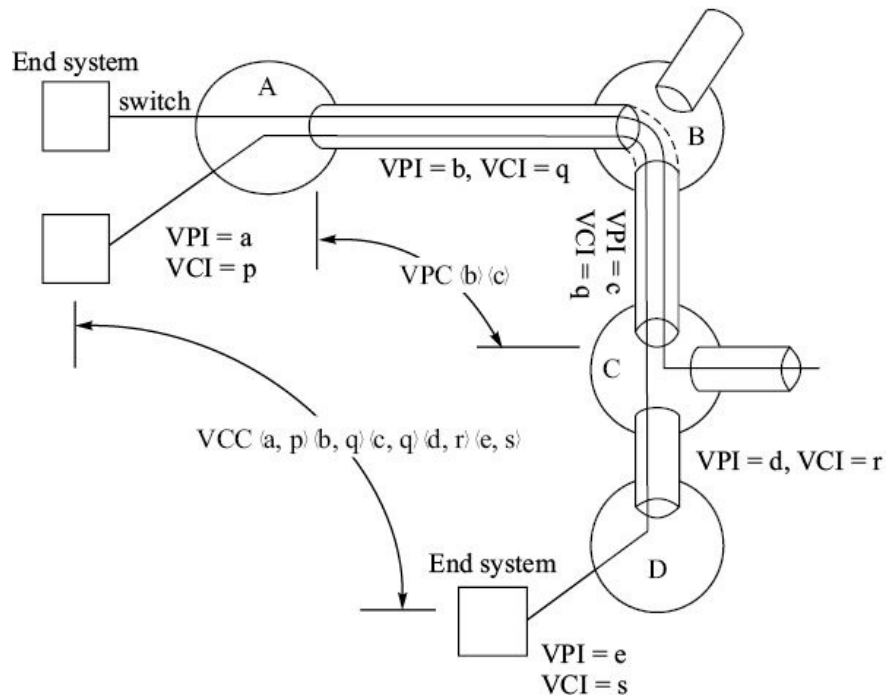 End system
switch
A
B
VPI = b, VCI = q
VPI = a
VCI = p
VPI = c
VCI = q
VPC ⟨b⟩⟨c⟩
C
VCC ⟨a, p⟩⟨b, q⟩⟨c, q⟩⟨d, r⟩⟨e, s⟩
VPI = d, VCI = r
End system
D
VPI = e
VCI = s